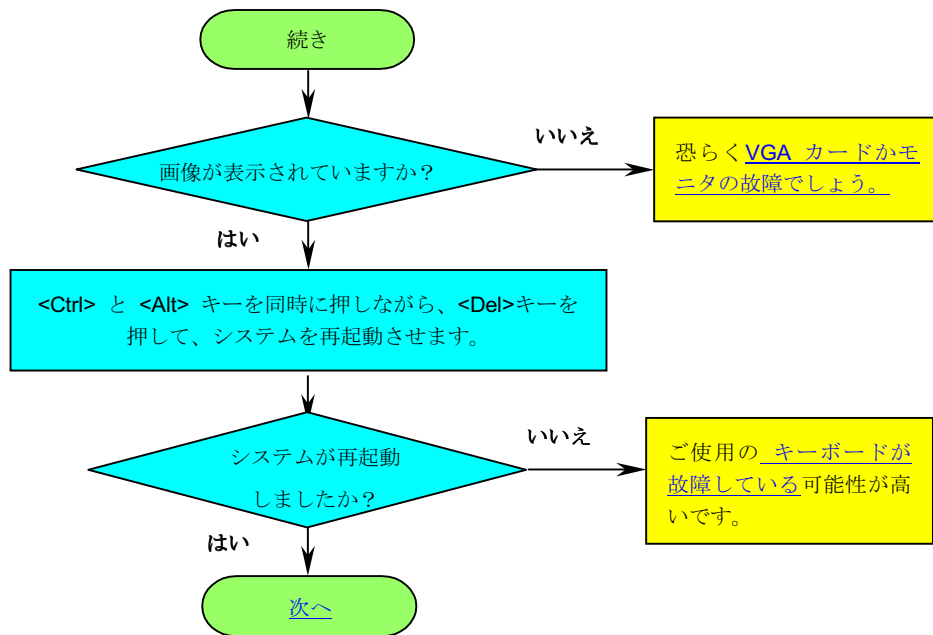 続き
画像が表示されていますか？
いいえ
恐らくVGA カードかモ
ニタの故障でしょう。
はい
<Ctrl> と <Alt> キーを同時に押しながら、<Del>キーを
押して、システムを再起動させます。
システムが再起動
しましたか？
いいえ
ご使用の キーボードが
故障している可能性が高
いです。
はい
次へ